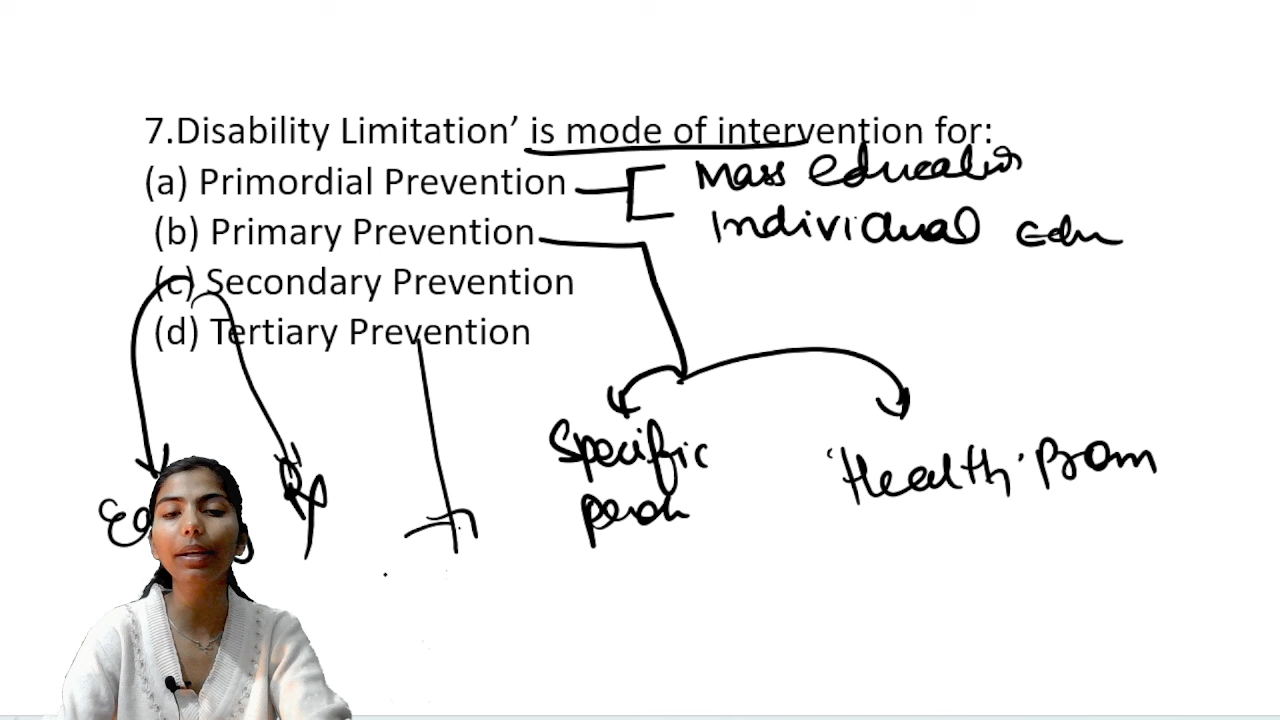 7.Disability Limitation’ is mode of intervention for:
(a) Primordial Prevention
Mass education
Individual edu
(b) Primary Prevention
(c) Secondary Prevention
(d) Tertiary Prevention
Specific
'Health' Prom
Rx